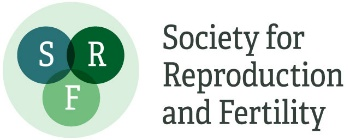 S R
F
Society for
Reproduction
and Fertility